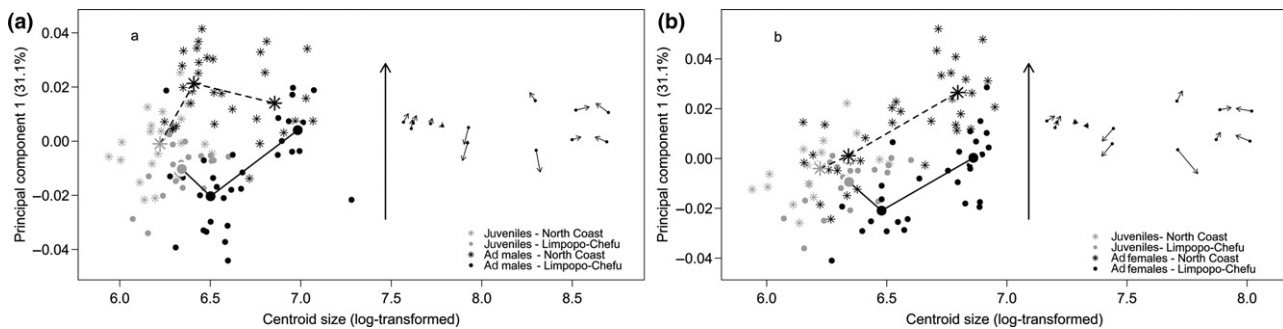 (a)
a
Principal component 1 (31.1%)
0.04
0.02
0.00
−0.02
−0.04
6.0 6.5 7.0 7.5 8.0 8.5
Centroid size (log-transformed)
Juveniles - North Coast
Juveniles - Limpopo-Chefu
Ad males - North Coast
Ad males - Limpopo-Chefu
(b)
b
Principal component 1 (31.1%)
0.04
0.02
0.00
−0.02
−0.04
6.0 6.5 7.0 7.5 8.0
Centroid size (log-transformed)
Juveniles- North Coast
Juveniles - Limpopo-Chefu
Ad females - North Coast
Ad females - Limpopo-Chefu